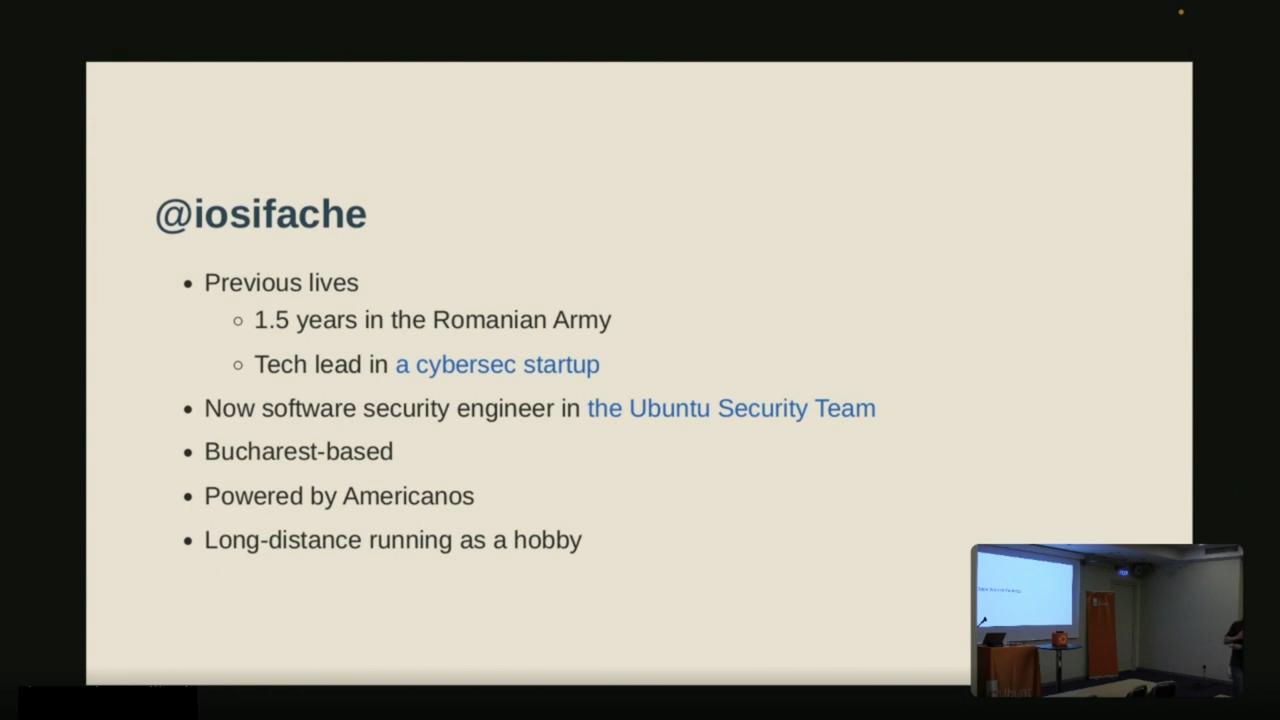 @iosifache
Previous lives
1.5 years in the Romanian Army
Tech lead in a cybersec startup
Now software security engineer in the Ubuntu Security Team
Bucharest-based
Powered by Americanos
Long-distance running as a hobby